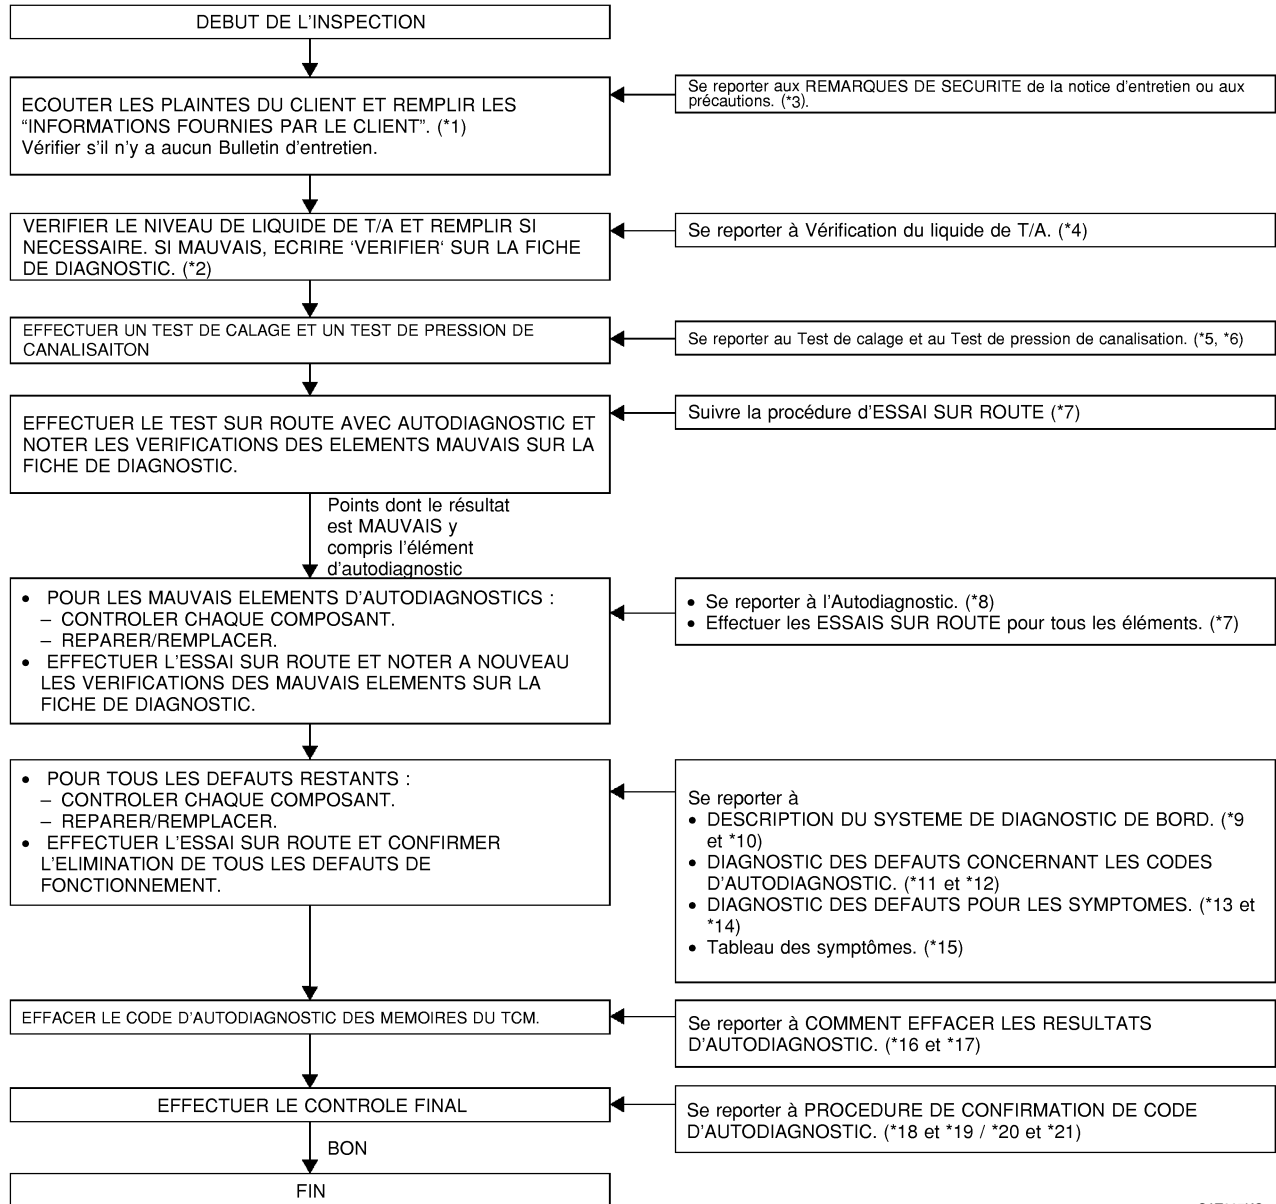 DEBUT DE L'INSPECTION
ECOUTER LES PLAINTES DU CLIENT ET REMPLIR LES
“INFORMATIONS FOURNIES PAR LE CLIENT”. (*1)
Vérifier s'il n'y a aucun Bulletin d'entretien.
Se reporter aux REMARQUES DE SECURITE de la notice d'entretien ou aux
précautions. (*3).
VERIFIER LE NIVEAU DE LIQUIDE DE T/A ET REMPLIR SI
NECESSAIRE. SI MAUVAIS, ECRIRE ‘VERIFIER‘ SUR LA FICHE
DE DIAGNOSTIC. (*2)
Se reporter à Vérification du liquide de T/A. (*4)
EFFECTUER UN TEST DE CALAGE ET UN TEST DE PRESSION DE
CANALISAITON
Se reporter au Test de calage et au Test de pression de canalisation. (*5, *6)
EFFECTUER LE TEST SUR ROUTE AVEC AUTODIAGNOSTIC ET
NOTER LES VERIFICATIONS DES ELEMENTS MAUVAIS SUR LA
FICHE DE DIAGNOSTIC.
Suivre la procédure d'ESSAI SUR ROUTE (*7)
Points dont le résultat
est MAUVAIS y
compris l'élément
d'autodiagnostic
• POUR LES MAUVAIS ELEMENTS D'AUTODIAGNOSTICS :
– CONTROLER CHAQUE COMPOSANT.
– REPARER/REMPLACER.
• EFFECTUER L'ESSAI SUR ROUTE ET NOTER A NOUVEAU
LES VERIFICATIONS DES MAUVAIS ELEMENTS SUR LA
FICHE DE DIAGNOSTIC.
• Se reporter à l'Autodiagnostic. (*8)
• Effectuer les ESSAIS SUR ROUTE pour tous les éléments. (*7)
• POUR TOUS LES DEFAUTS RESTANTS :
– CONTROLER CHAQUE COMPOSANT.
– REPARER/REMPLACER.
• EFFECTUER L'ESSAI SUR ROUTE ET CONFIRMER
L'ELIMINATION DE TOUS LES DEFAUTS DE
FONCTIONNEMENT.
Se reporter à
• DESCRIPTION DU SYSTEME DE DIAGNOSTIC DE BORD. (*9
et *10)
• DIAGNOSTIC DES DEFAUTS CONCERNANT LES CODES
D'AUTODIAGNOSTIC. (*11 et *12)
• DIAGNOSTIC DES DEFAUTS POUR LES SYMPTOMES. (*13 et
*14)
• Tableau des symptômes. (*15)
EFFACER LE CODE D'AUTODIAGNOSTIC DES MEMOIRES DU TCM.
Se reporter à COMMENT EFFACER LES RESULTATS
D'AUTODIAGNOSTIC. (*16 et *17)
EFFECTUER LE CONTROLE FINAL
Se reporter à PROCEDURE DE CONFIRMATION DE CODE
D'AUTODIAGNOSTIC. (*18 et *19 / *20 et *21)
BON
FIN